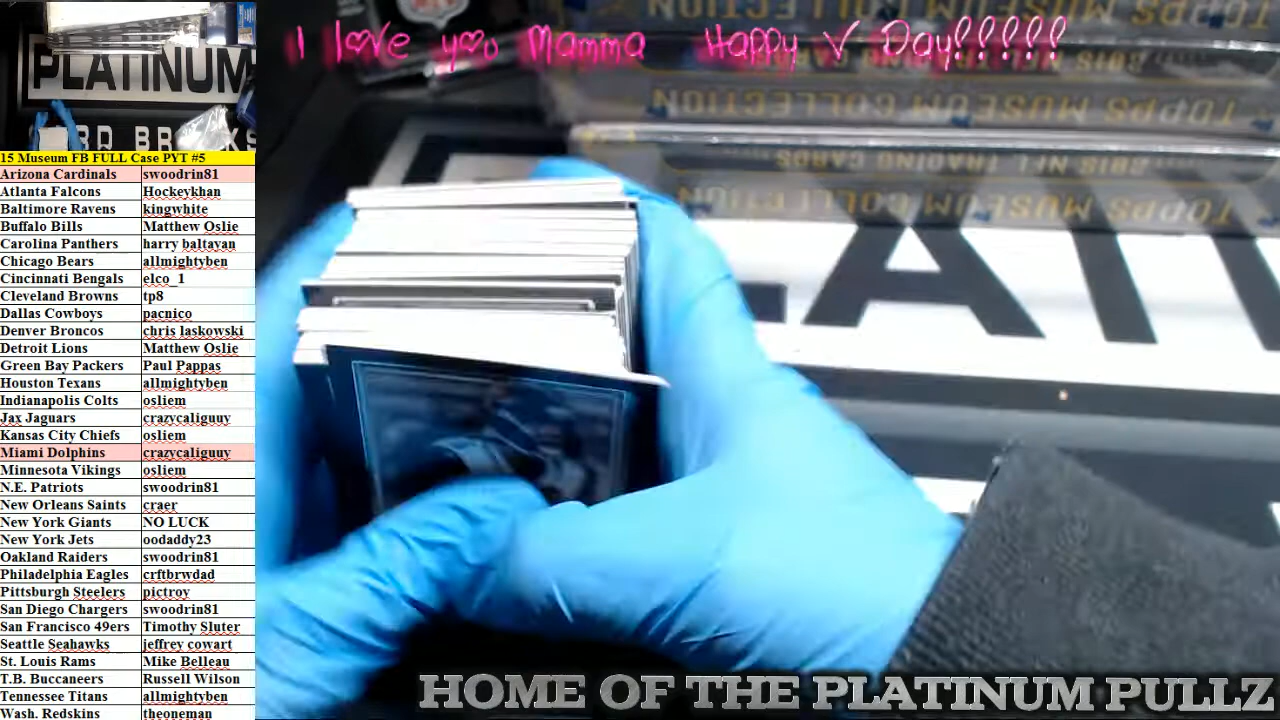 I love you Mamma Happy V Day!!!!!
PLATINUM
TOPPS MUSEUM COLLECTION
2015 NFL TRADING CARDS
TOPPS MUSEUM COLLECTION
LATI
15 Museum FB FULL Case PYT #5
Arizona Cardinals swoodrin81
Atlanta Falcons Hockeykhan
Baltimore Ravens kingwhite
Buffalo Bills Matthew Oslie
Carolina Panthers harry baltayan
Chicago Bears allmightyben
Cincinnati Bengals elco_1
Cleveland Browns tp8
Dallas Cowboys pacnico
Denver Broncos chris laskowski
Detroit Lions Matthew Oslie
Green Bay Packers Paul Pappas
Houston Texans allmightyben
Indianapolis Colts osliem
Jax Jaguars crazycaliguuy
Kansas City Chiefs osliem
Miami Dolphins crazycaliguuy
Minnesota Vikings osliem
N.E. Patriots swoodrin81
New Orleans Saints craer
New York Giants NO LUCK
New York Jets oodaddy23
Oakland Raiders swoodrin81
Philadelphia Eagles crftbrwdad
Pittsburgh Steelers pictroy
San Diego Chargers swoodrin81
San Francisco 49ers Timothy Sluter
Seattle Seahawks jeffrey cowart
St. Louis Rams Mike Belleau
T.B. Buccaneers Russell Wilson
Tennessee Titans allmightyben
Wash. Redskins theoneman
HOME OF THE PLATINUM PULLZ